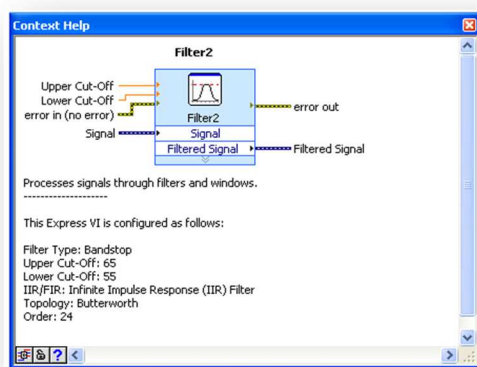 Context Help
Filter2
Upper Cut-Off
Lower Cut-Off
error in (no error)
error out
Filter2
Signal
Signal
Filtered Signal
Filtered Signal
Processes signals through filters and windows.
--------------------
This Express VI is configured as follows:
Filter Type: Bandstop
Upper Cut-Off: 65
Lower Cut-Off: 55
IIR/FIR: Infinite Impulse Response (IIR) Filter
Topology: Butterworth
Order: 24
?